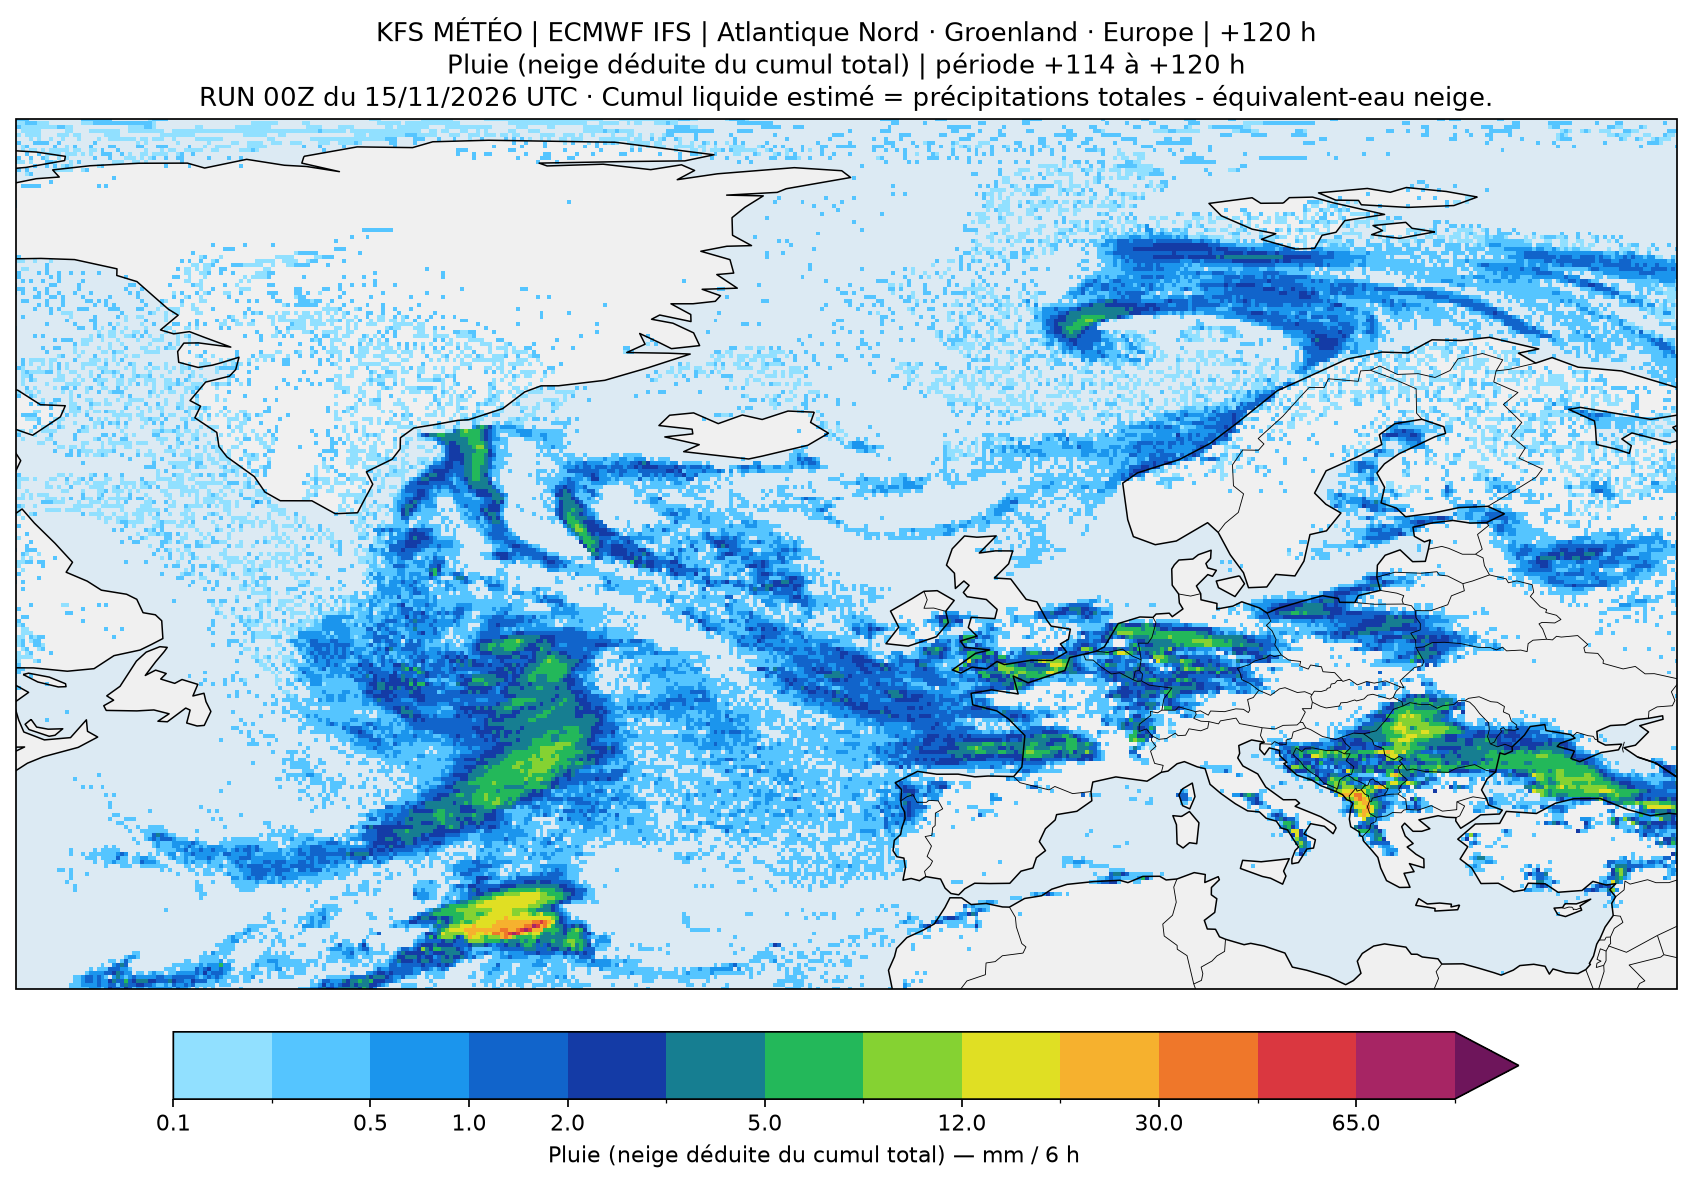 KFS MÉTÉO | ECMWF IFS | Atlantique Nord · Groenland · Europe | +120 h
Pluie (neige déduite du cumul total) | période +114 à +120 h
RUN 00Z du 15/11/2026 UTC · Cumul liquide estimé = précipitations totales - équivalent-eau neige.
0.1 0.5 1.0 2.0 5.0 12.0 30.0 65.0
Pluie (neige déduite du cumul total) — mm / 6 h